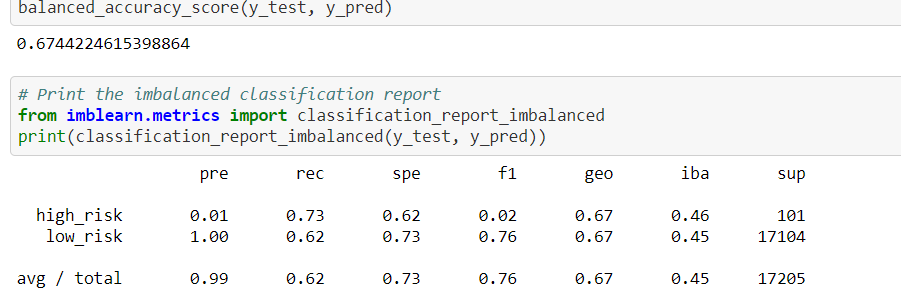 balanced_accuracy_score(y_test, y_pred)
0.6744224615398864
# Print the imbalanced classification report
from imblearn.metrics import classification_report_imbalanced
print(classification_report_imbalanced(y_test, y_pred))
pre rec spe f1 geo iba sup
high_risk 0.01 0.73 0.62 0.02 0.67 0.46 101
low_risk 1.00 0.62 0.73 0.76 0.67 0.45 17104
avg / total 0.99 0.62 0.73 0.76 0.67 0.45 17205